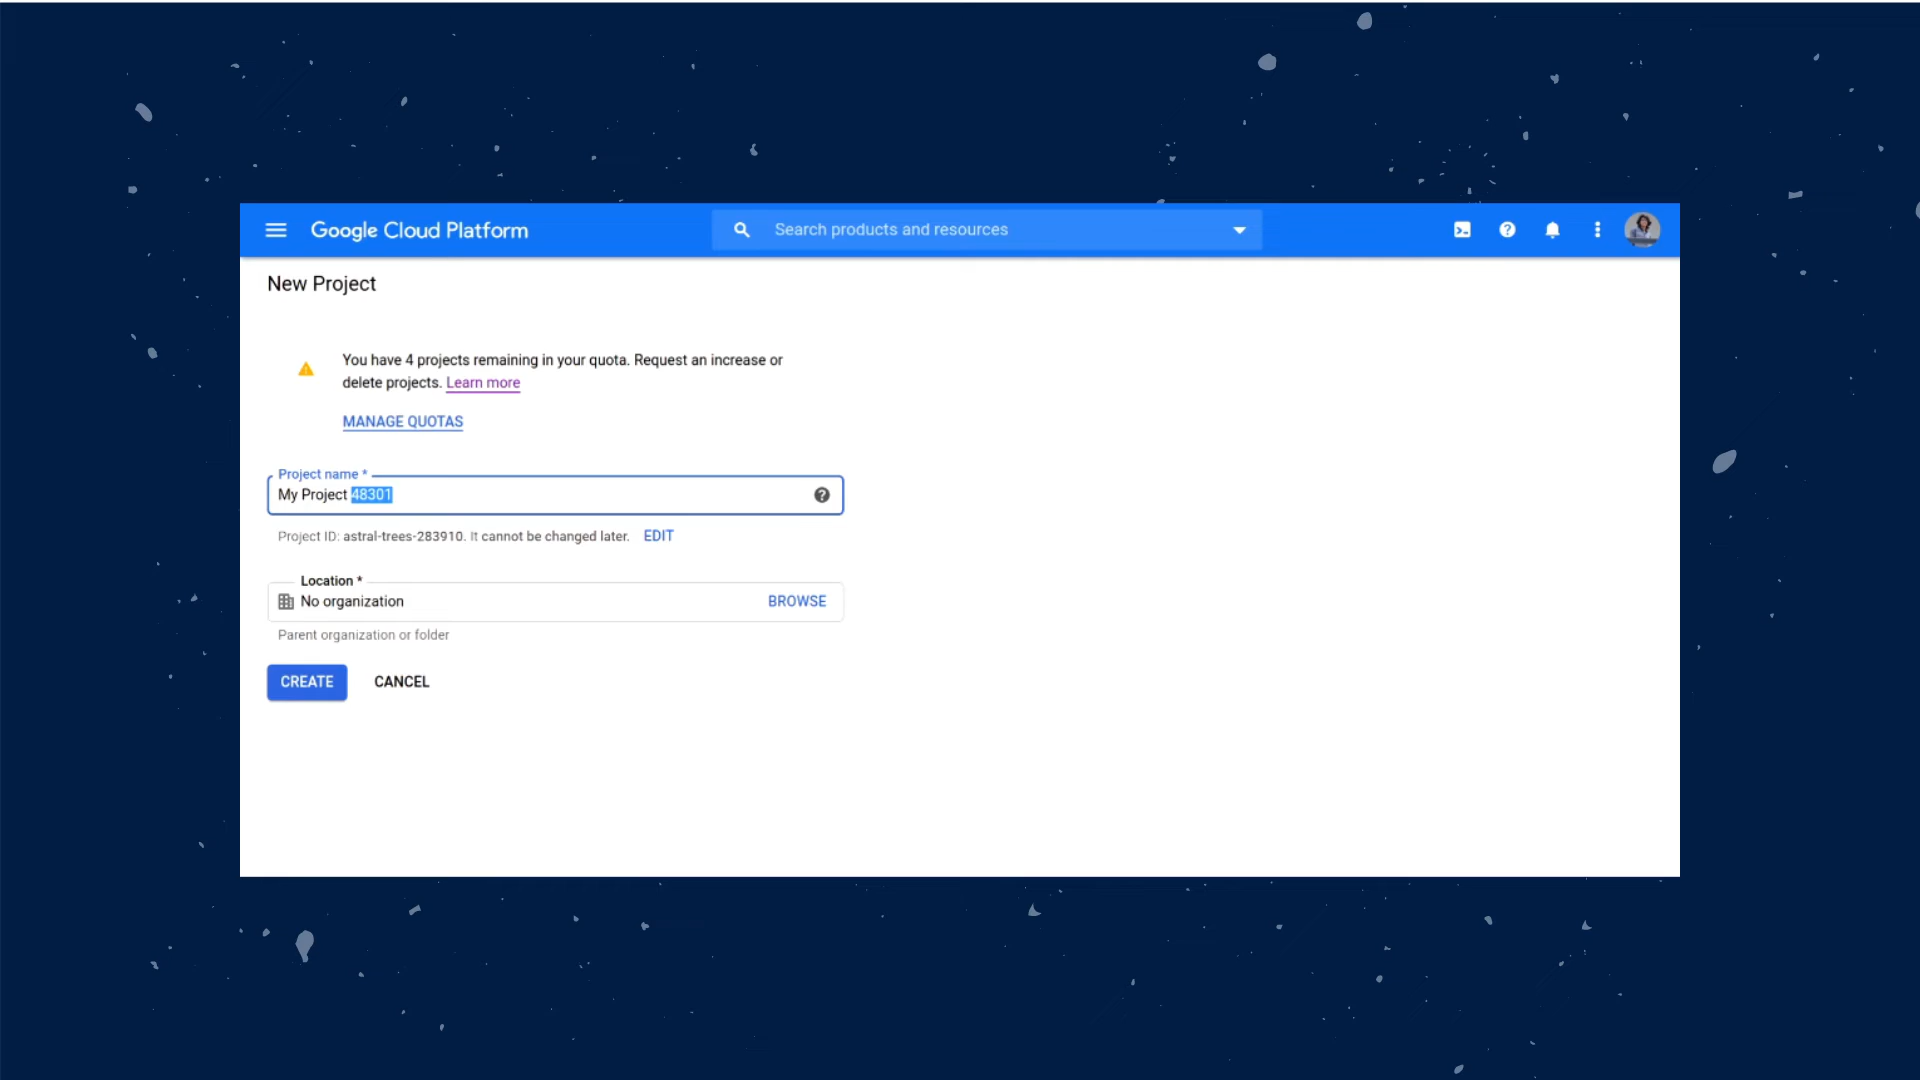 Google Cloud Platform
Search products and resources
New Project
You have 4 projects remaining in your quota. Request an increase or
delete projects. Learn more
MANAGE QUOTAS
Project name *
My Project 48301
Project ID: astral-trees-283910. It cannot be changed later. EDIT
Location *
No organization BROWSE
Parent organization or folder
CREATE CANCEL